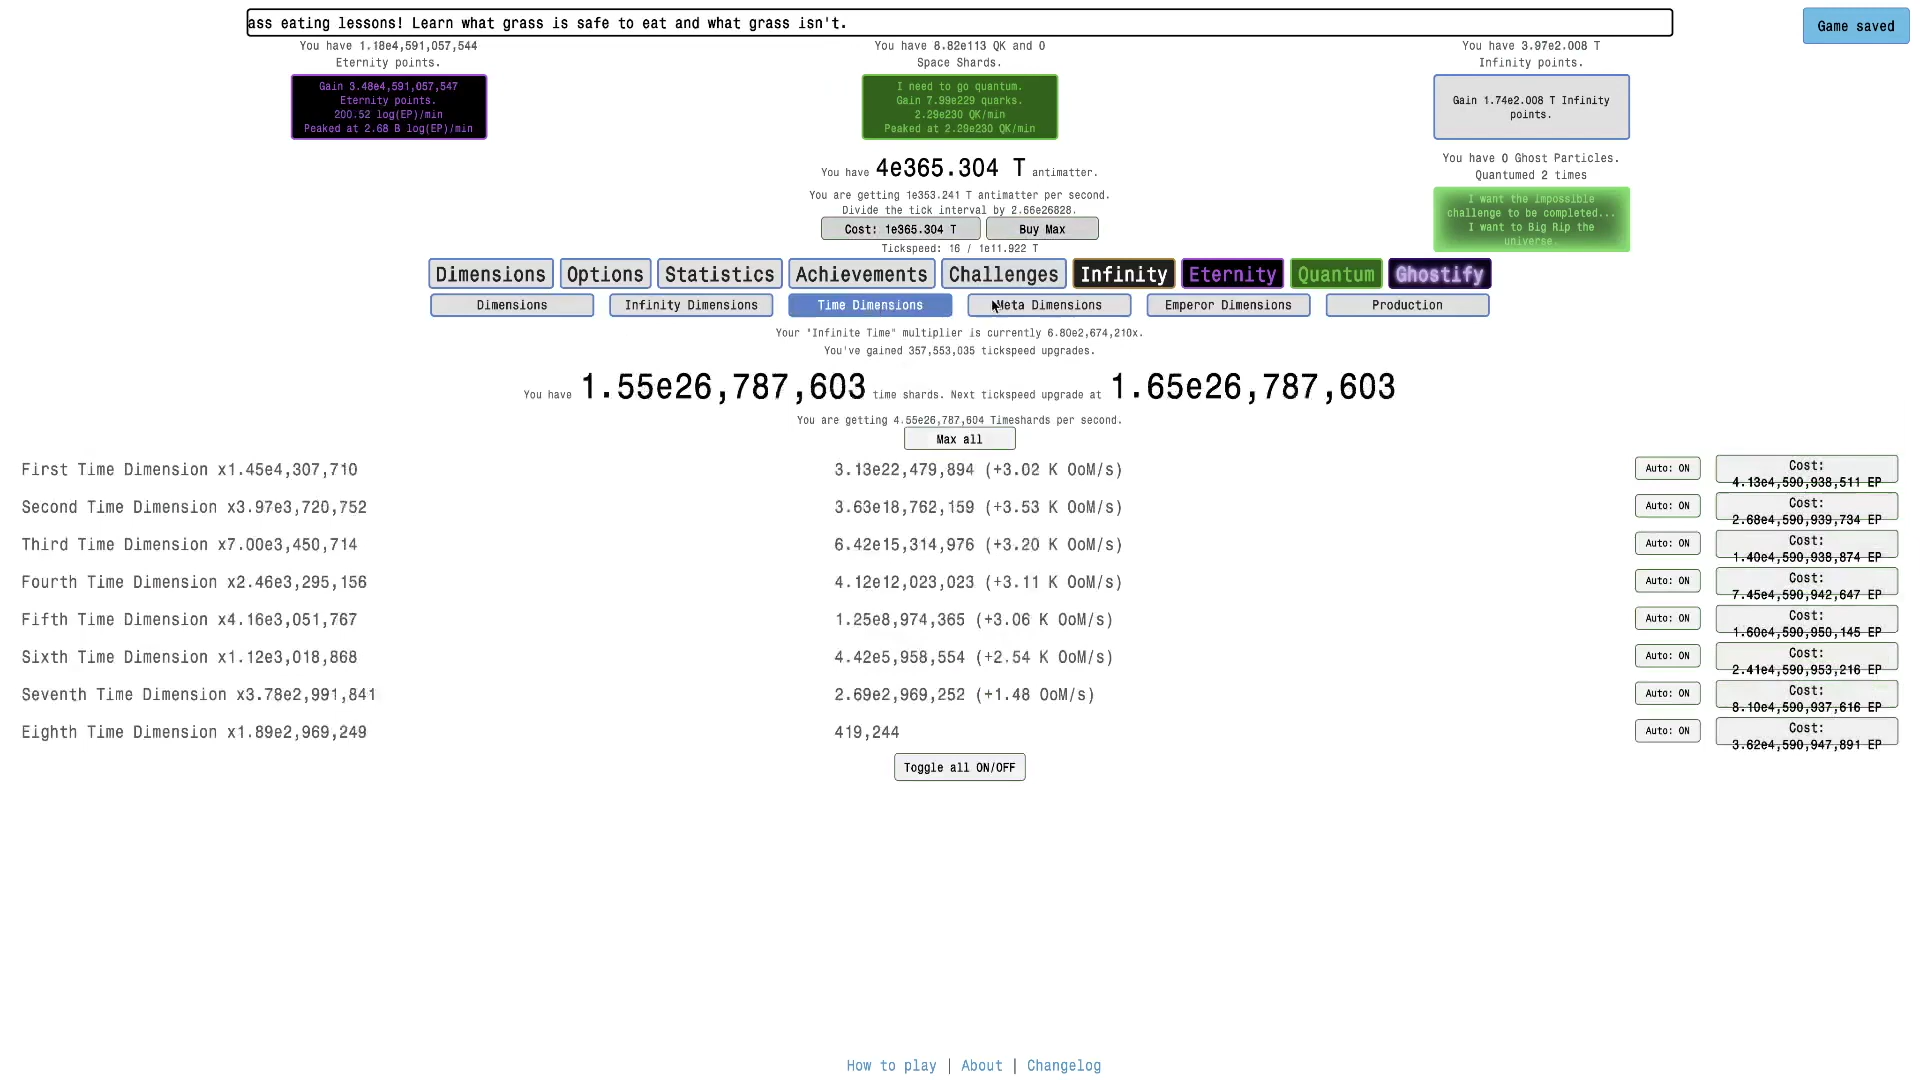 ass eating lessons! Learn what grass is safe to eat and what grass isn't.
Game saved
You have 1.18e4,591,057,544
Eternity points.
Gain 3.48e4,591,057,547
Eternity points.
200.52 log(EP)/min
Peaked at 2.68 B log(EP)/min
You have 8.82e113 QK and 0
Space Shards.
I need to go quantum.
Gain 7.99e229 quarks.
2.29e230 QK/min
Peaked at 2.29e230 QK/min
You have 3.97e2.008 T
Infinity points.
Gain 1.74e2.008 T Infinity
points.
You have 0 Ghost Particles.
Quantumed 2 times
I want the impossible
challenge to be completed...
I want to Big Rip the
universe.
You have 4e365.304 T antimatter.
You are getting 1e353.241 T antimatter per second.
Divide the tick interval by 2.66e26828.
Cost: 1e365.304 T
Buy Max
Tickspeed: 16 / 1e11.922 T
Dimensions Options Statistics Achievements Challenges Infinity Eternity Quantum Ghostify
Dimensions Infinity Dimensions Time Dimensions Meta Dimensions Emperor Dimensions Production
Your "Infinite Time" multiplier is currently 6.80e2,674,210x.
You've gained 357,553,035 tickspeed upgrades.
You have 1.55e26,787,603 time shards. Next tickspeed upgrade at 1.65e26,787,603
You are getting 4.55e26,787,604 Timeshards per second.
Max all
First Time Dimension x1.45e4,307,710 3.13e22,479,894 (+3.02 K OoM/s) Auto: ON Cost: 4.13e4,590,938,511 EP
Second Time Dimension x3.97e3,720,752 3.63e18,762,159 (+3.53 K OoM/s) Auto: ON Cost: 2.68e4,590,939,734 EP
Third Time Dimension x7.00e3,450,714 6.42e15,314,976 (+3.20 K OoM/s) Auto: ON Cost: 1.40e4,590,938,874 EP
Fourth Time Dimension x2.46e3,295,156 4.12e12,023,023 (+3.11 K OoM/s) Auto: ON Cost: 7.45e4,590,942,647 EP
Fifth Time Dimension x4.16e3,051,767 1.25e8,974,365 (+3.06 K OoM/s) Auto: ON Cost: 1.60e4,590,950,145 EP
Sixth Time Dimension x1.12e3,018,868 4.42e5,958,554 (+2.54 K OoM/s) Auto: ON Cost: 2.41e4,590,953,216 EP
Seventh Time Dimension x3.78e2,991,841 2.69e2,969,252 (+1.48 OoM/s) Auto: ON Cost: 8.10e4,590,937,616 EP
Eighth Time Dimension x1.89e2,969,249 419,244 Auto: ON Cost: 3.62e4,590,947,891 EP
Toggle all ON/OFF
How to play | About | Changelog